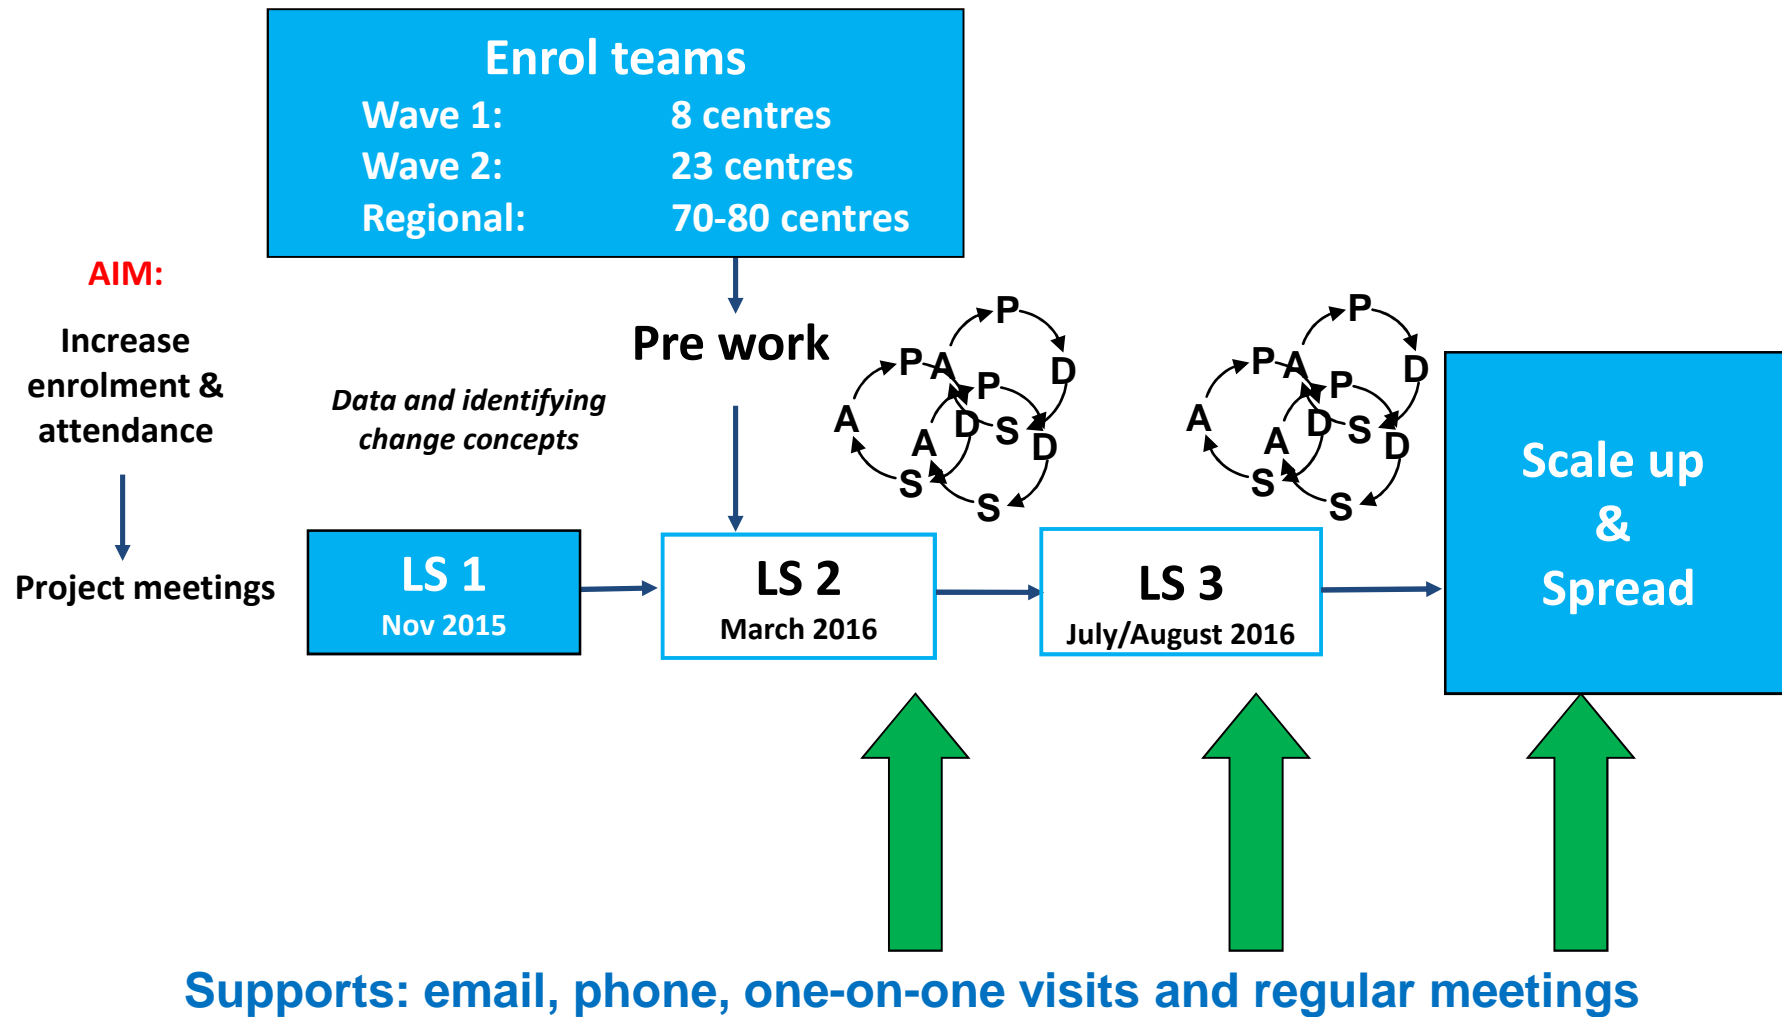 Enrol teams
Wave 1: 8 centres
Wave 2: 23 centres
Regional: 70-80 centres
AIM:
Increase
enrolment &
attendance
Project meetings
Pre work
Data and identifying
change concepts
P
D
S
A
P
D
S
A
P
D
S
A
P
D
S
A
P
D
S
A
P
D
S
A
LS 1
Nov 2015
LS 2
March 2016
LS 3
July/August 2016
Scale up
&
Spread
Supports: email, phone, one-on-one visits and regular meetings